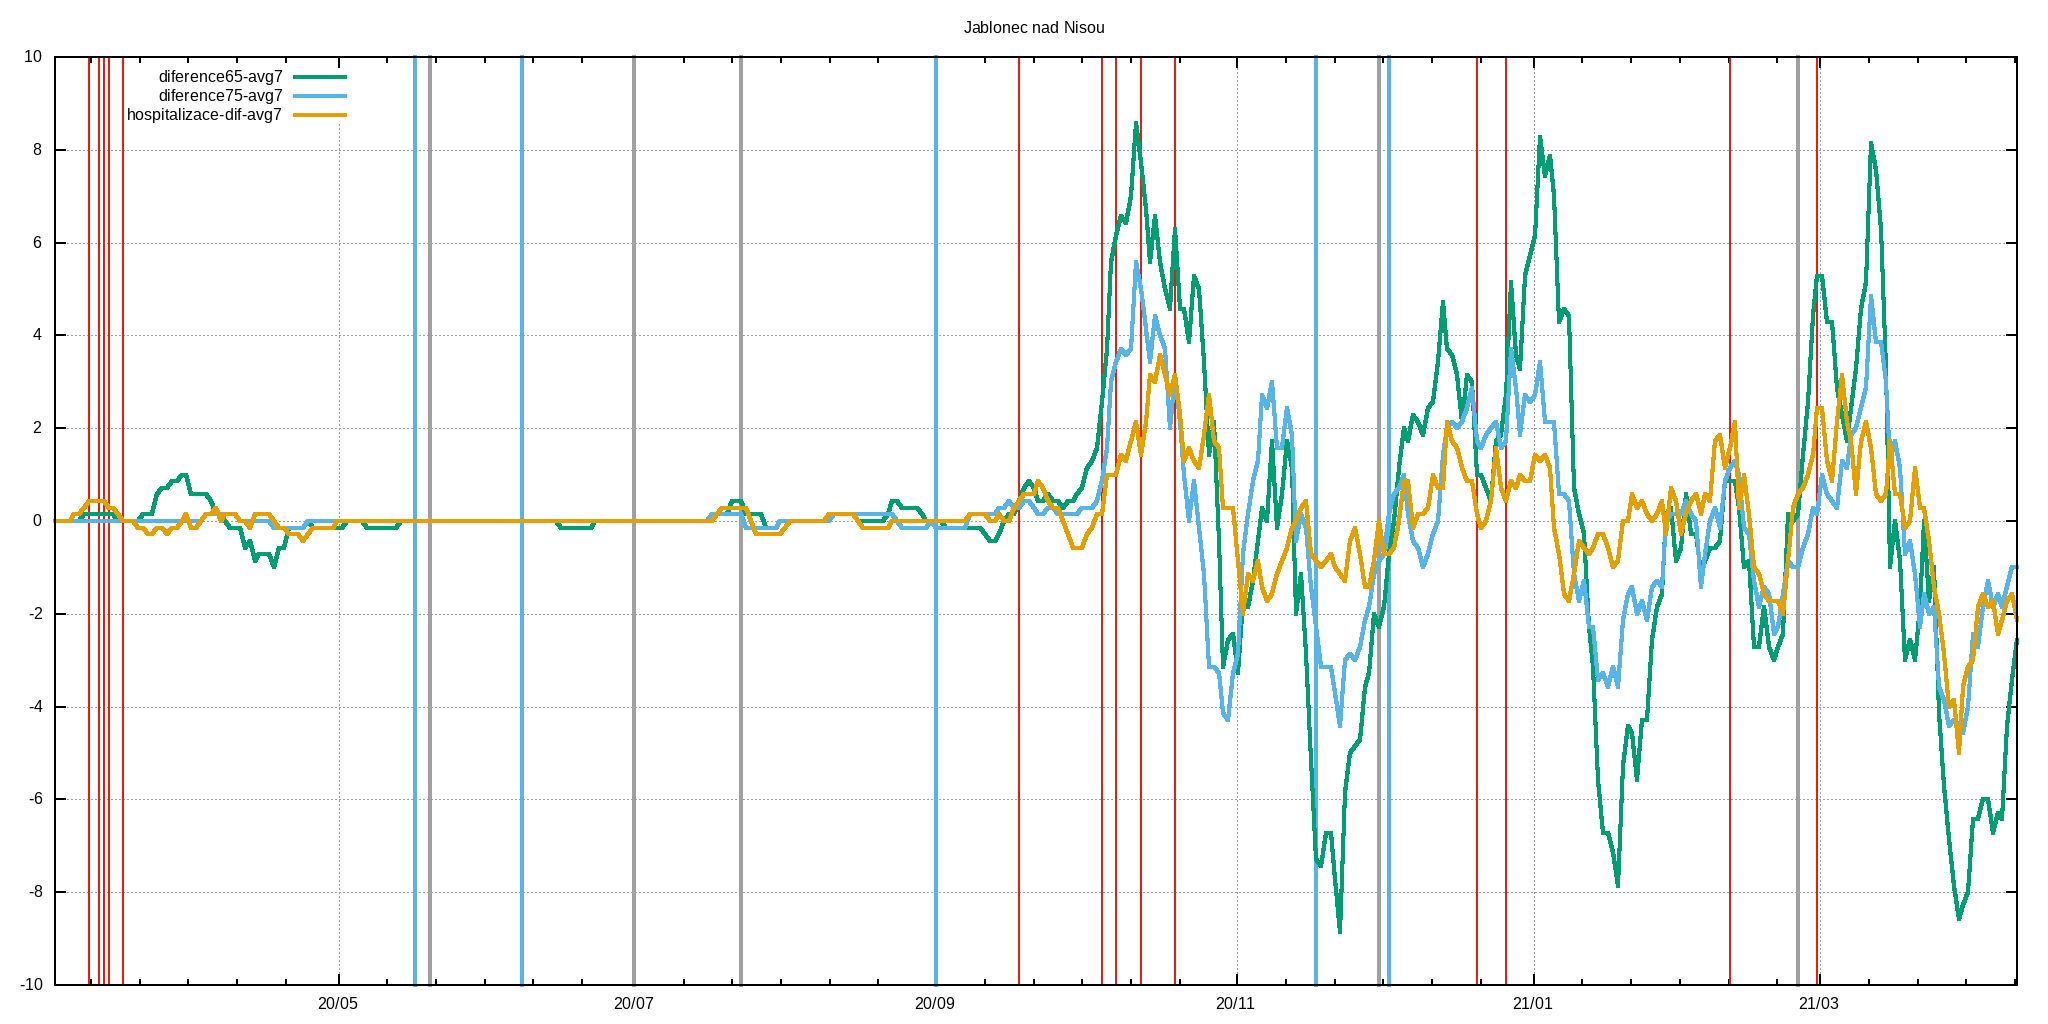 Jablonec nad Nisou
diference65-avg7
diference75-avg7
hospitalizace-dif-avg7
10
8
6
4
2
0
-2
-4
-6
-8
-10
20/05 20/07 20/09 20/11 21/01 21/03